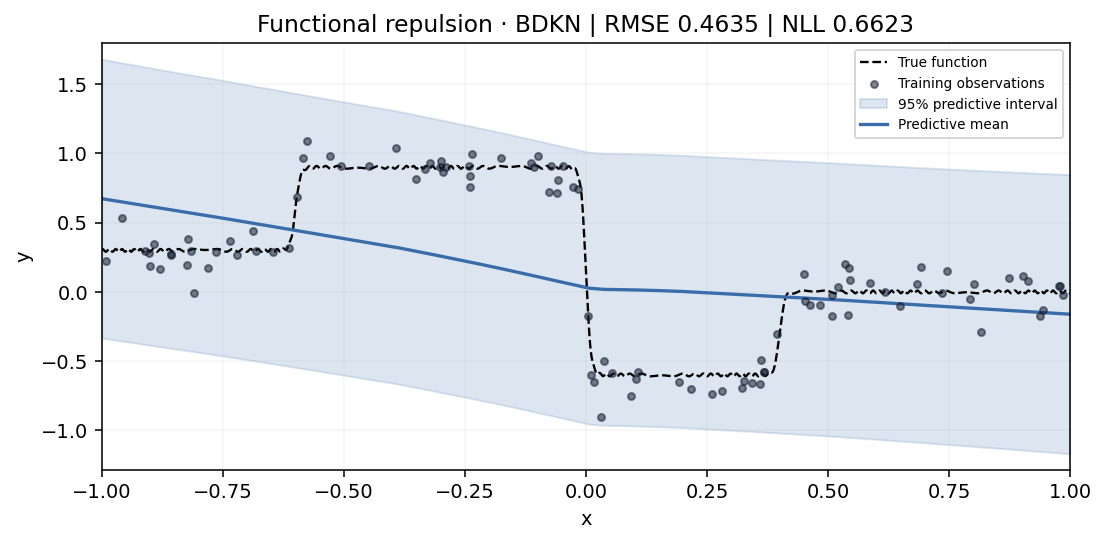 Functional repulsion · BDKN | RMSE 0.4635 | NLL 0.6623
True function
Training observations
95% predictive interval
Predictive mean
y
1.5
1.0
0.5
0.0
−0.5
−1.0
−1.00 −0.75 −0.50 −0.25 0.00 0.25 0.50 0.75 1.00
x